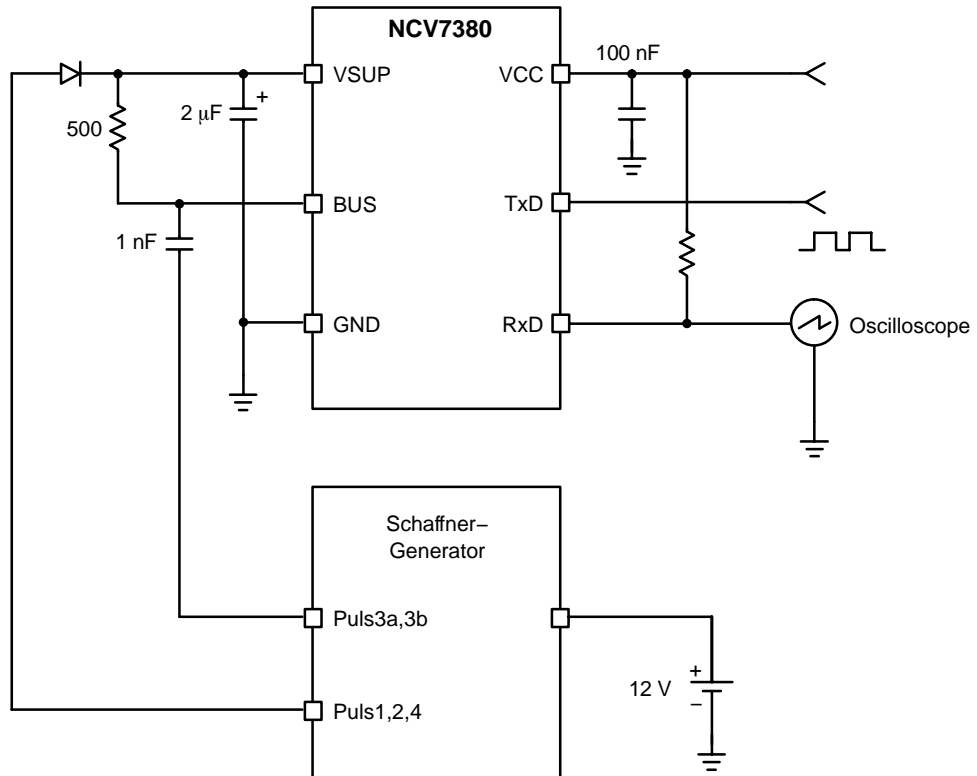 NCV7380
100 nF
VSUP
VCC
+
2 μF
500
BUS
TxD
1 nF
GND
RxD
Oscilloscope
Schaffner–
Generator
Puls3a,3b
+
12 V
–
Puls1,2,4